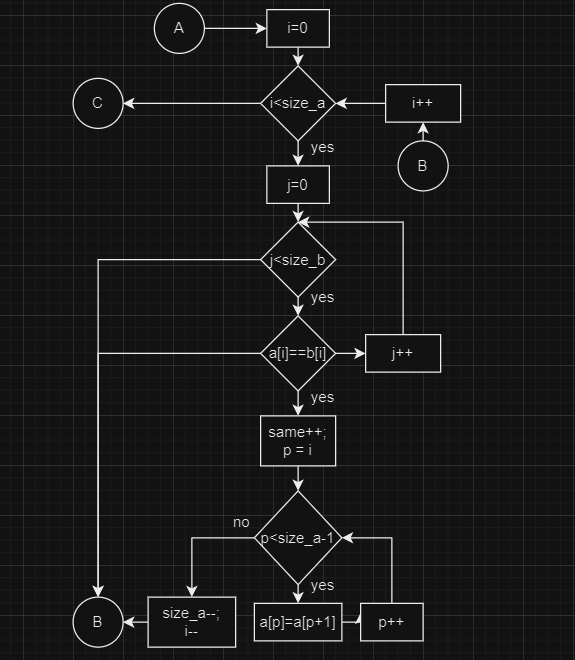 A
i=0
C
i<size_a
i++
yes
B
j=0
j<size_b
yes
a[i]==b[i]
j++
yes
same++;
p = i
no
p<size_a-1
yes
B
size_a--;
i--
a[p]=a[p+1]
p++